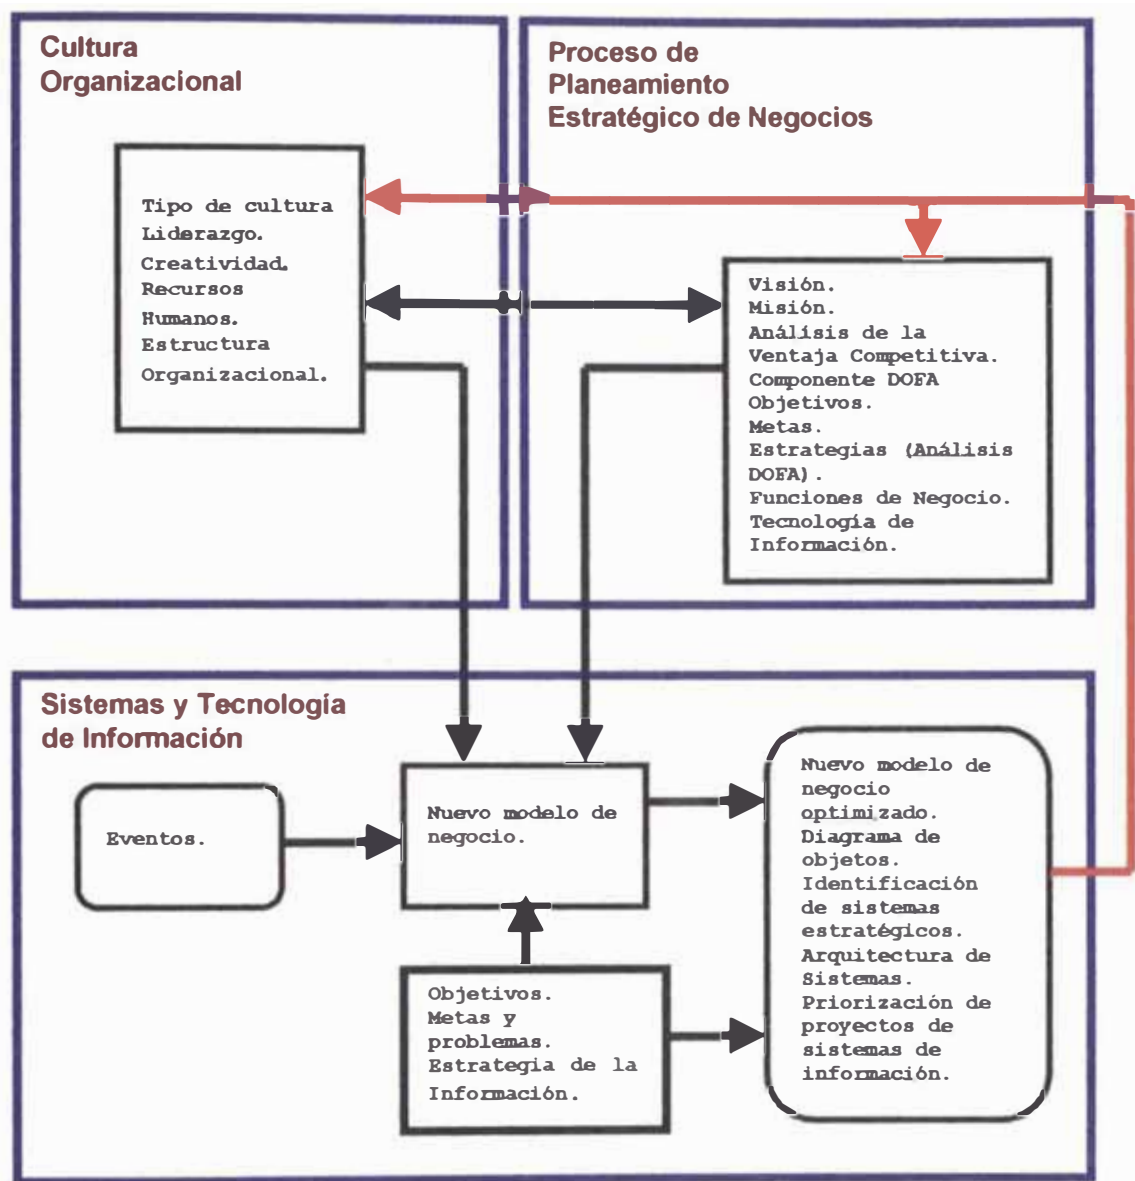 Cultura
Organizacional
Tipo de cultura
Liderazgo.
Creatividad.
Recursos
Humanos.
Estructura
Organizacional.
Proceso de
Planeamiento
Estratégico de Negocios
Visión.
Misión.
Análisis de la
Ventaja Competitiva.
Componente DOFA
Objetivos.
Metas.
Estrategias (Análisis
DOFA).
Funciones de Negocio.
Tecnología de
Información.
Sistemas y Tecnología
de Información
Eventos.
Nuevo modelo de
negocio.
Objetivos.
Metas y
problemas.
Estrategia de la
Información.
Nuevo modelo de
negocio
optimizado.
Diagrama de
objetos.
Identificación
de sistemas
estratégicos.
Arquitectura de
Sistemas.
Priorización de
proyectos de
sistemas de
información.